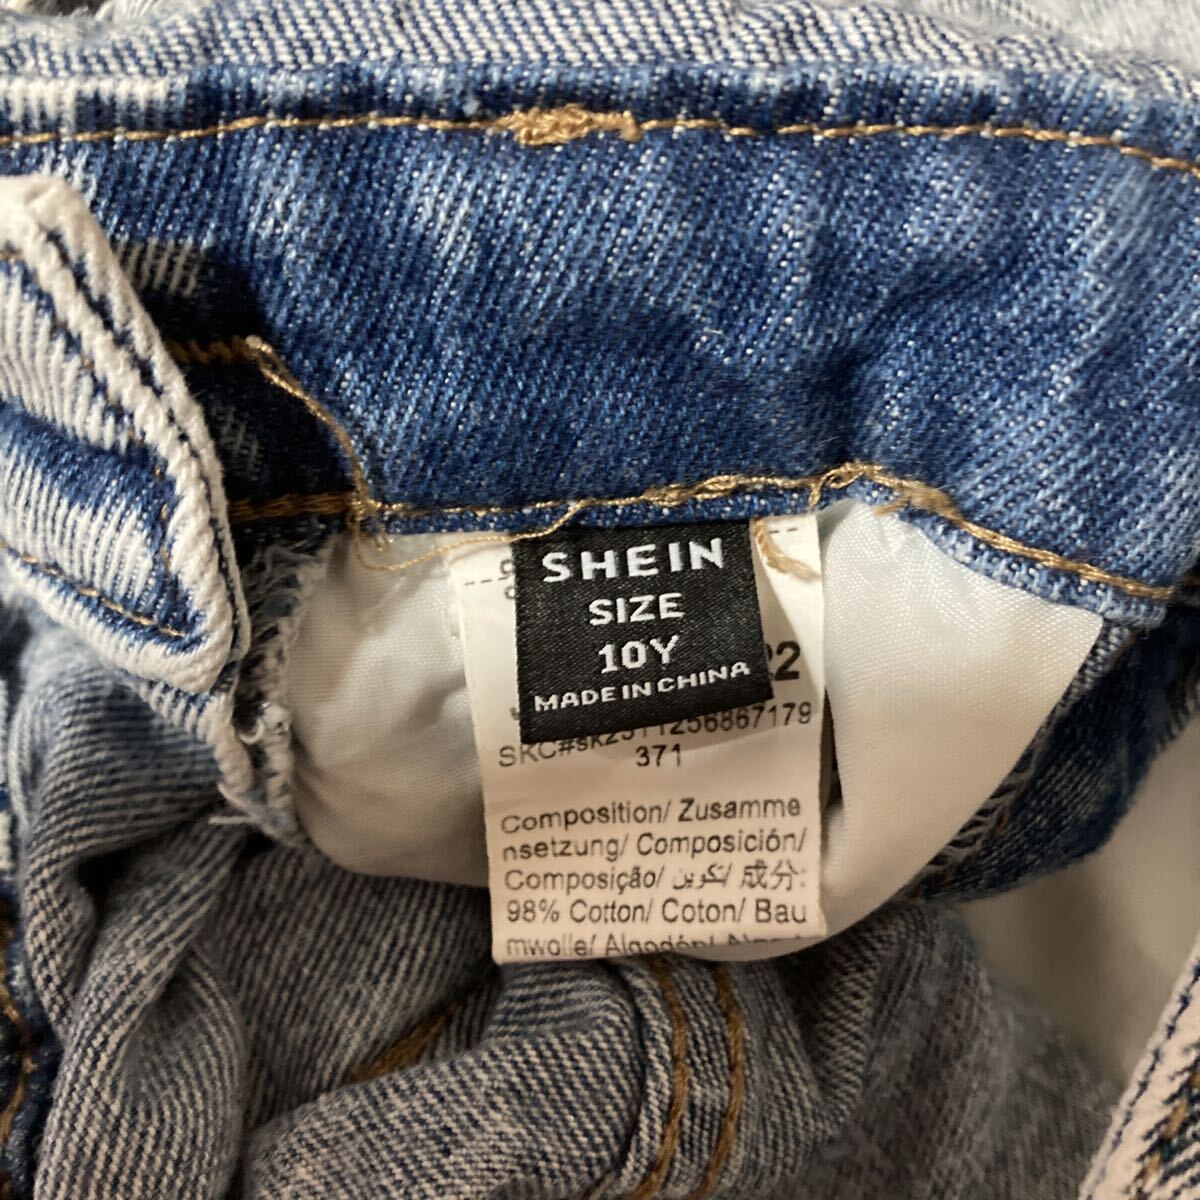 SHEIN
SIZE
10Y
MADE IN CHINA
22
SKC#sk2311256867179
371
Composition/ Zusamme
nsetzung/ Composición/
Composição/ تكوين/ 成分:
98% Cotton/ Coton/ Bau
mwolle/ Algodón/